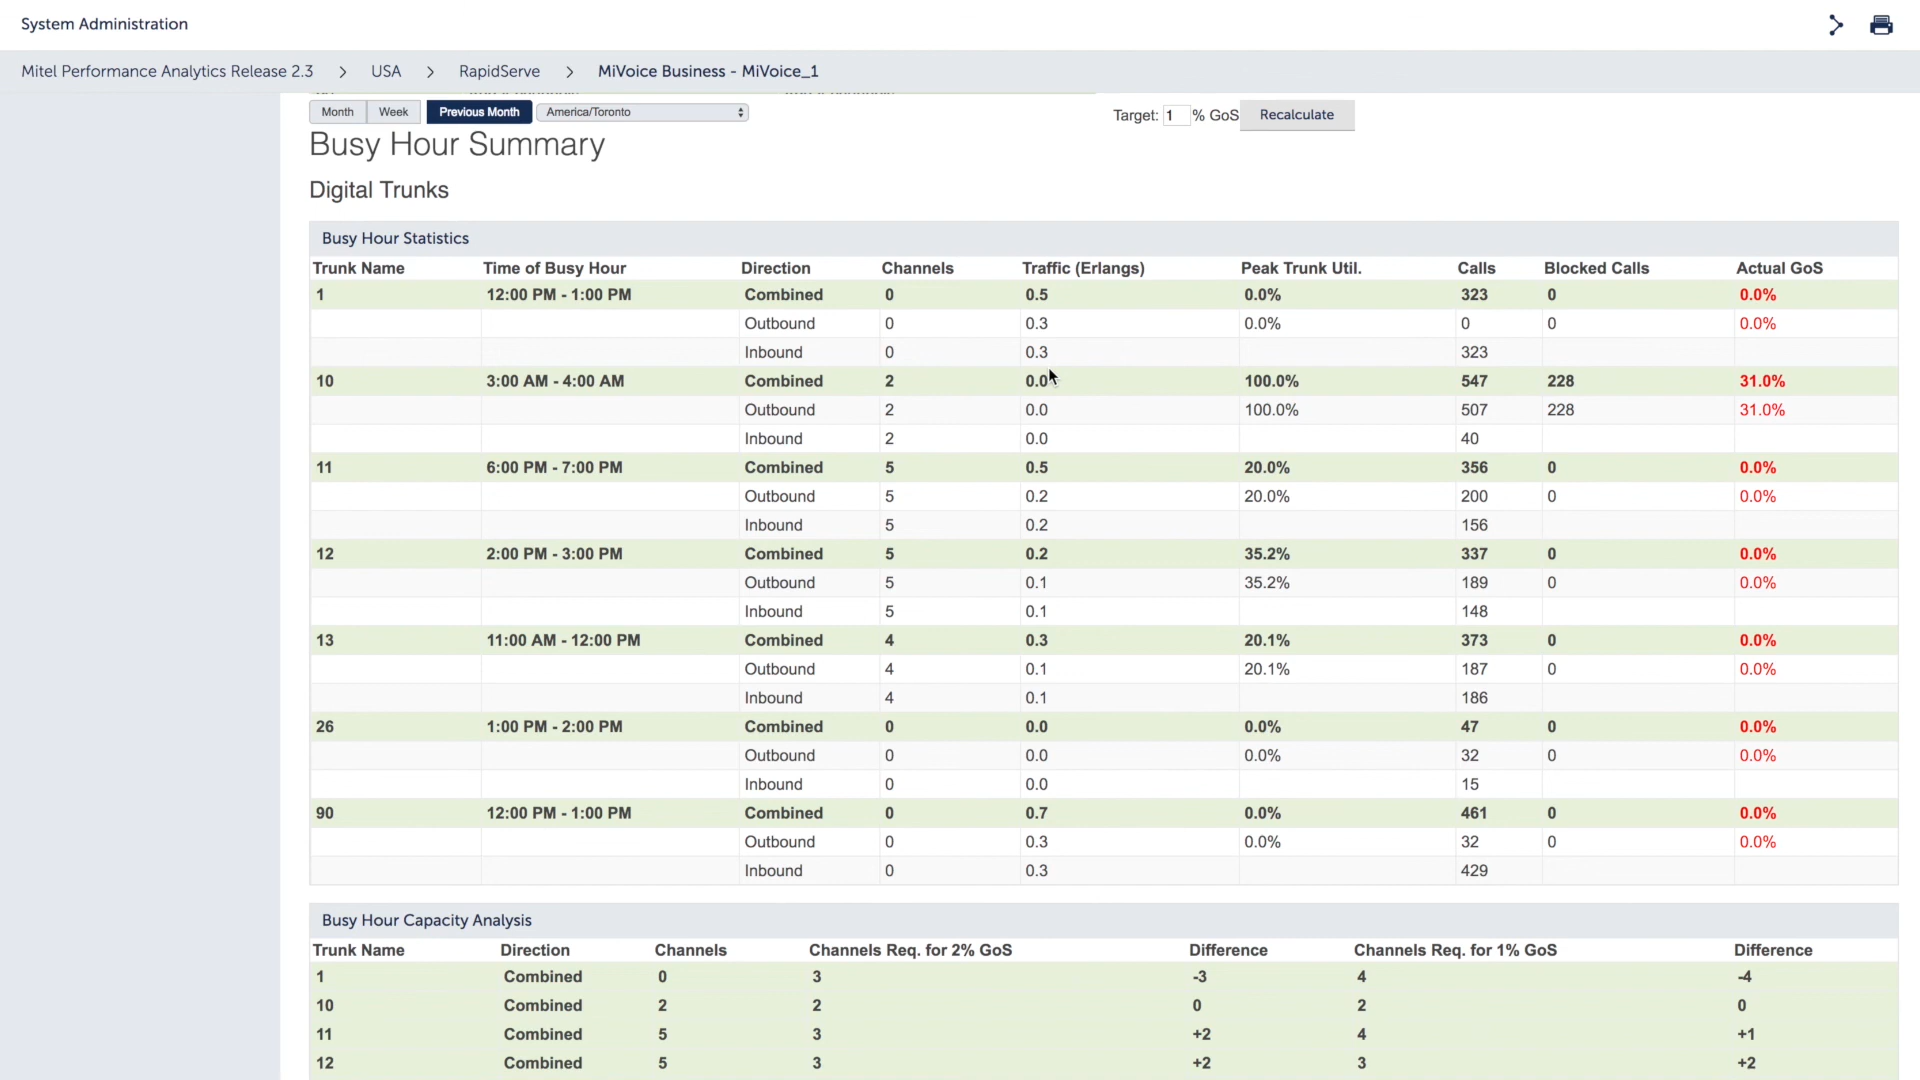 System Administration
Mitel Performance Analytics Release 2.3 > USA > RapidServe > MiVoice Business - MiVoice_1
Month Week Previous Month America/Toronto Target: 1 % GoS Recalculate
Busy Hour Summary
Digital Trunks
Busy Hour Statistics
Trunk Name Time of Busy Hour Direction Channels Traffic (Erlangs) Peak Trunk Util. Calls Blocked Calls Actual GoS
1 12:00 PM - 1:00 PM Combined 0 0.5 0.0% 323 0 0.0%
Outbound 0 0.3 0.0% 0 0 0.0%
Inbound 0 0.3 323
10 3:00 AM - 4:00 AM Combined 2 0.0 100.0% 547 228 31.0%
Outbound 2 0.0 100.0% 507 228 31.0%
Inbound 2 0.0 40
11 6:00 PM - 7:00 PM Combined 5 0.5 20.0% 356 0 0.0%
Outbound 5 0.2 20.0% 200 0 0.0%
Inbound 5 0.2 156
12 2:00 PM - 3:00 PM Combined 5 0.2 35.2% 337 0 0.0%
Outbound 5 0.1 35.2% 189 0 0.0%
Inbound 5 0.1 148
13 11:00 AM - 12:00 PM Combined 4 0.3 20.1% 373 0 0.0%
Outbound 4 0.1 20.1% 187 0 0.0%
Inbound 4 0.1 186
26 1:00 PM - 2:00 PM Combined 0 0.0 0.0% 47 0 0.0%
Outbound 0 0.0 0.0% 32 0 0.0%
Inbound 0 0.0 15
90 12:00 PM - 1:00 PM Combined 0 0.7 0.0% 461 0 0.0%
Outbound 0 0.3 0.0% 32 0 0.0%
Inbound 0 0.3 429
Busy Hour Capacity Analysis
Trunk Name Direction Channels Channels Req. for 2% GoS Difference Channels Req. for 1% GoS Difference
1 Combined 0 3 -3 4 -4
10 Combined 2 2 0 2 0
11 Combined 5 3 +2 4 +1
12 Combined 5 3 +2 3 +2